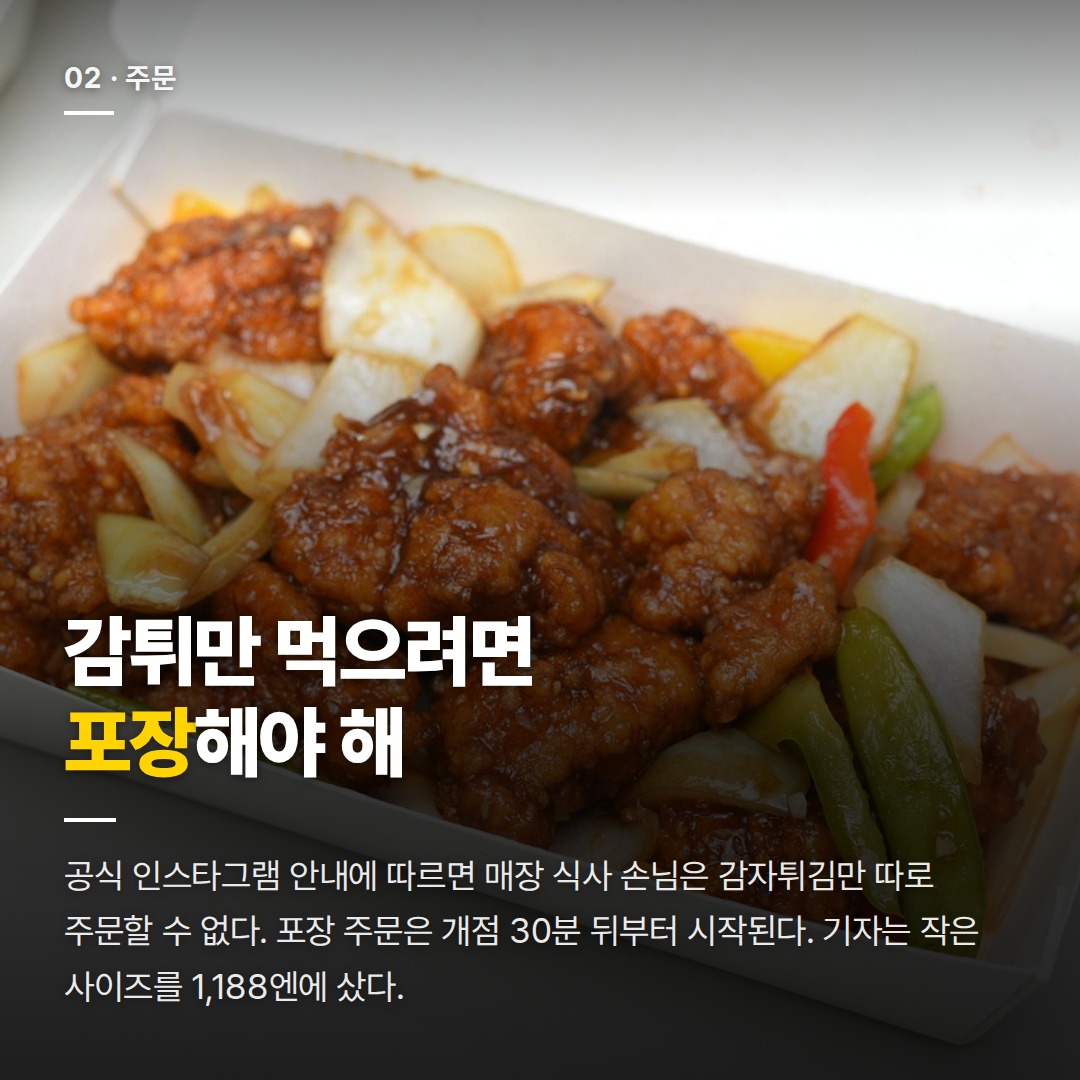 02 · 주문
감튀만 먹으려면
포장해야 해
공식 인스타그램 안내에 따르면 매장 식사 손님은 감자튀김만 따로
주문할 수 없다. 포장 주문은 개점 30분 뒤부터 시작된다. 기자는 작은
사이즈를 1,188엔에 샀다.